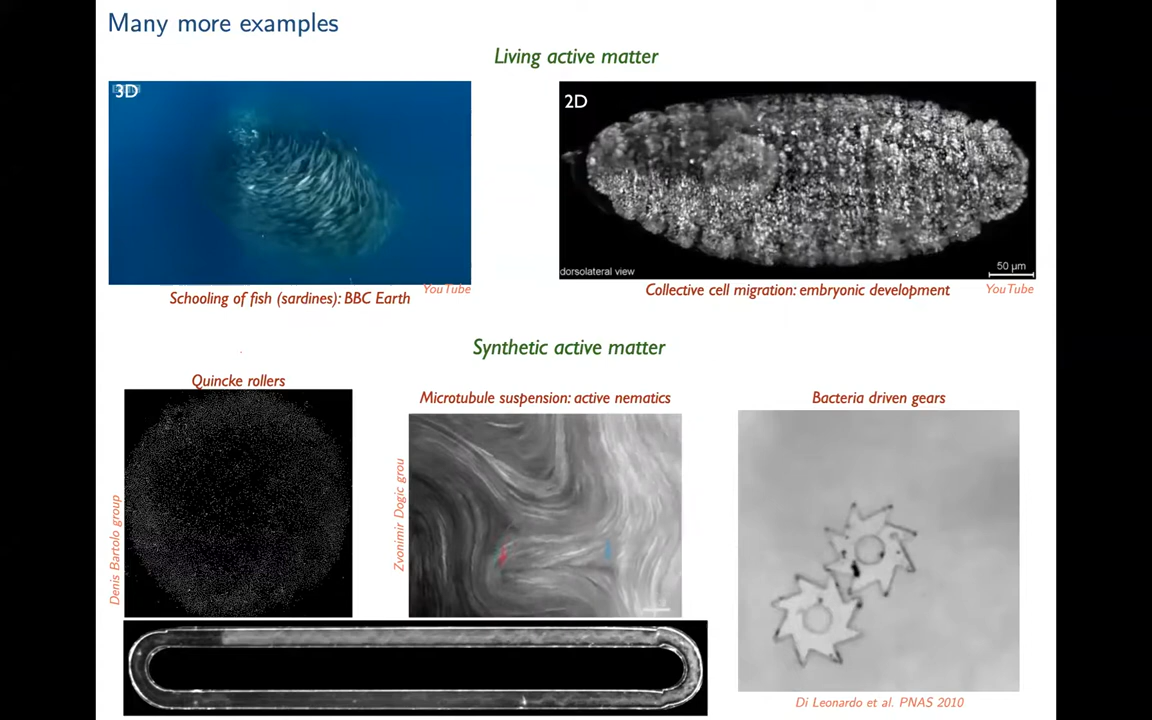 Many more examples
Living active matter
3D
2D
dorsolateral view
50 µm
Schooling of fish (sardines): BBC Earth
YouTube
Collective cell migration: embryonic development
YouTube
Synthetic active matter
Quincke rollers
Microtubule suspension: active nematics
Bacteria driven gears
Denis Bartolo group
Zvonimir Dogic grou
Di Leonardo et al. PNAS 2010